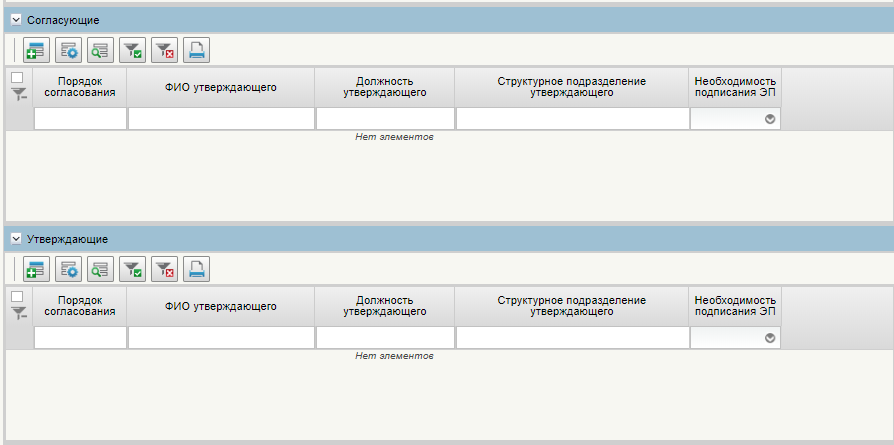 Согласующие
Порядок
согласования
ФИО утверждающего
Должность
утверждающего
Структурное подразделение
утверждающего
Необходимость
подписания ЭП
Нет элементов
Утверждающие
Порядок
согласования
ФИО утверждающего
Должность
утверждающего
Структурное подразделение
утверждающего
Необходимость
подписания ЭП
Нет элементов